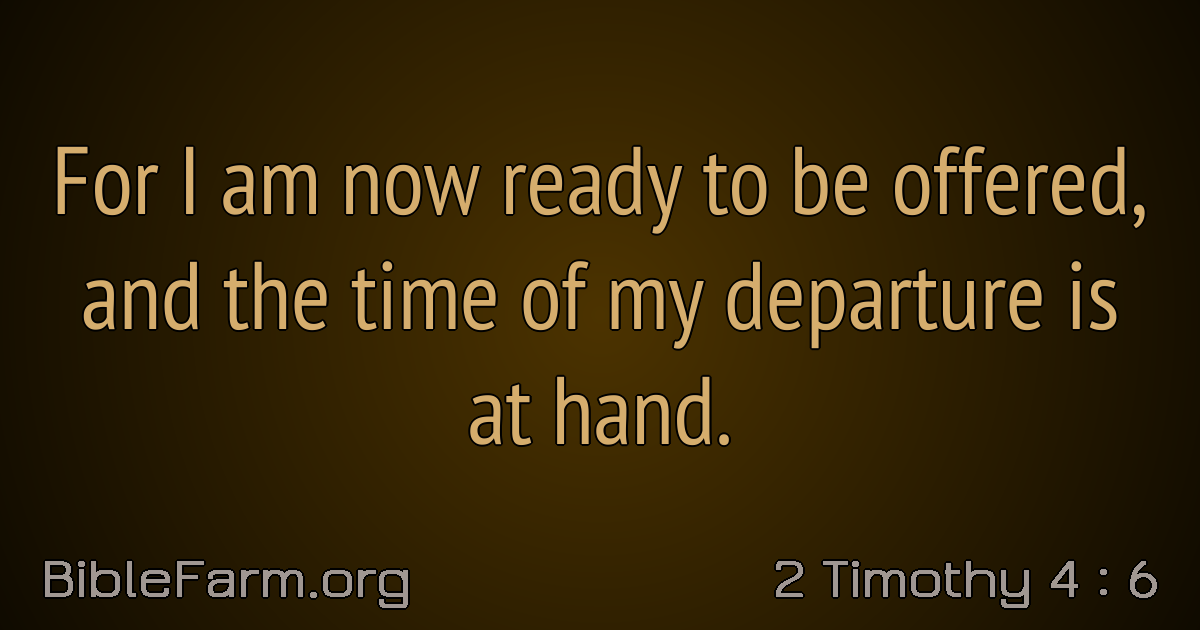 For I am now ready to be offered,
and the time of my departure is
at hand.
BibleFarm.org
2 Timothy 4 : 6